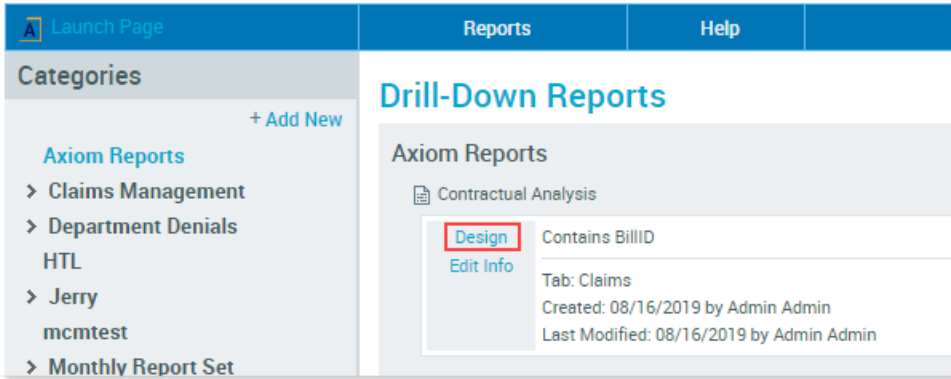 A Launch Page
Reports
Help
Categories
+ Add New
Axiom Reports
> Claims Management
> Department Denials
HTL
> Jerry
mcmtest
> Monthly Report Set
Drill-Down Reports
Axiom Reports
Contractual Analysis
Design
Edit Info
Contains BillID
Tab: Claims
Created: 08/16/2019 by Admin Admin
Last Modified: 08/16/2019 by Admin Admin